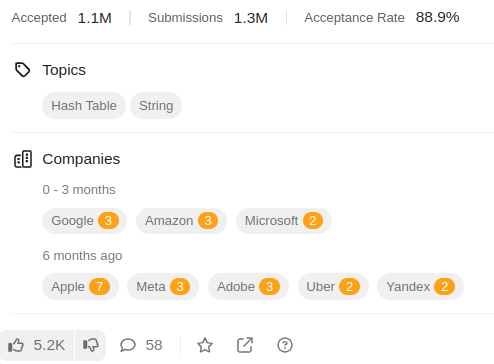 Accepted 1.1M Submissions 1.3M Acceptance Rate 88.9%
Topics
Hash Table String
Companies
0 - 3 months
Google 3 Amazon 3 Microsoft 2
6 months ago
Apple 7 Meta 3 Adobe 3 Uber 2 Yandex 2
5.2K 58